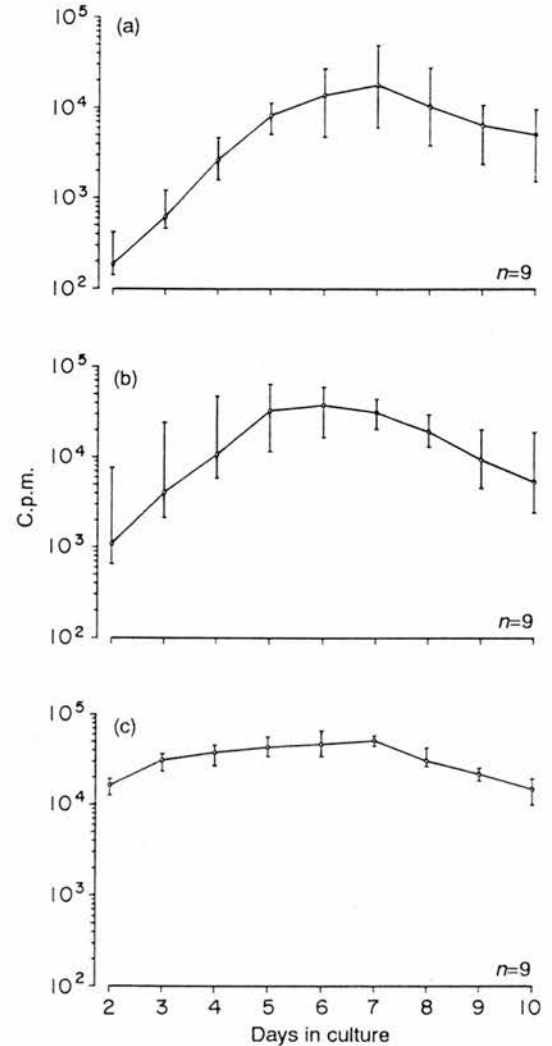 (a)
10⁵
10⁴
10³
10²
n=9
(b)
10⁵
10⁴
10³
10²
n=9
C.p.m.
(c)
10⁵
10⁴
10³
10²
n=9
2 3 4 5 6 7 8 9 10
Days in culture